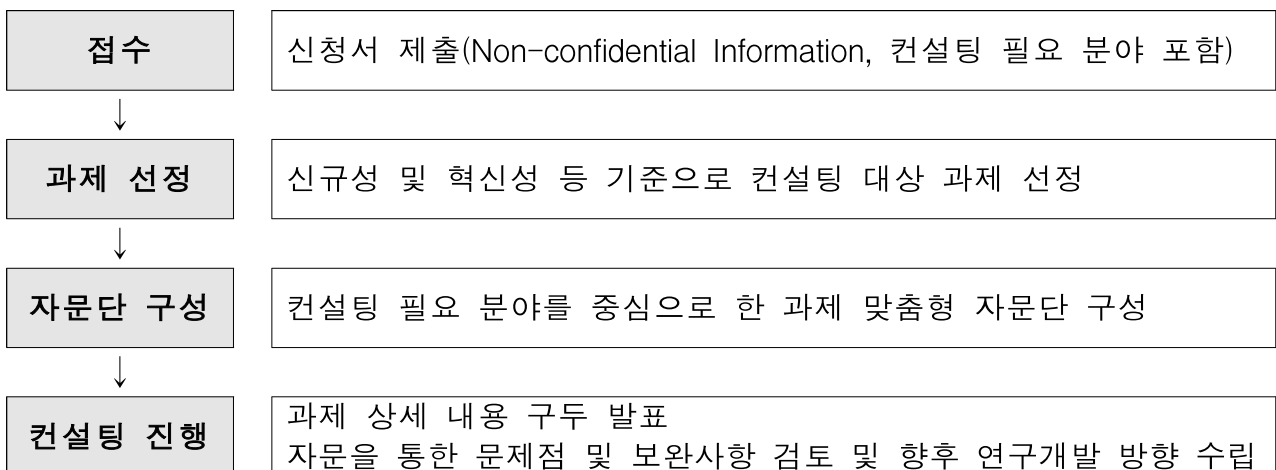 접수
신청서 제출(Non-confidential Information, 컨설팅 필요 분야 포함)
↓
과제 선정
신규성 및 혁신성 등 기준으로 컨설팅 대상 과제 선정
↓
자문단 구성
컨설팅 필요 분야를 중심으로 한 과제 맞춤형 자문단 구성
↓
컨설팅 진행
과제 상세 내용 구두 발표
자문을 통한 문제점 및 보완사항 검토 및 향후 연구개발 방향 수립